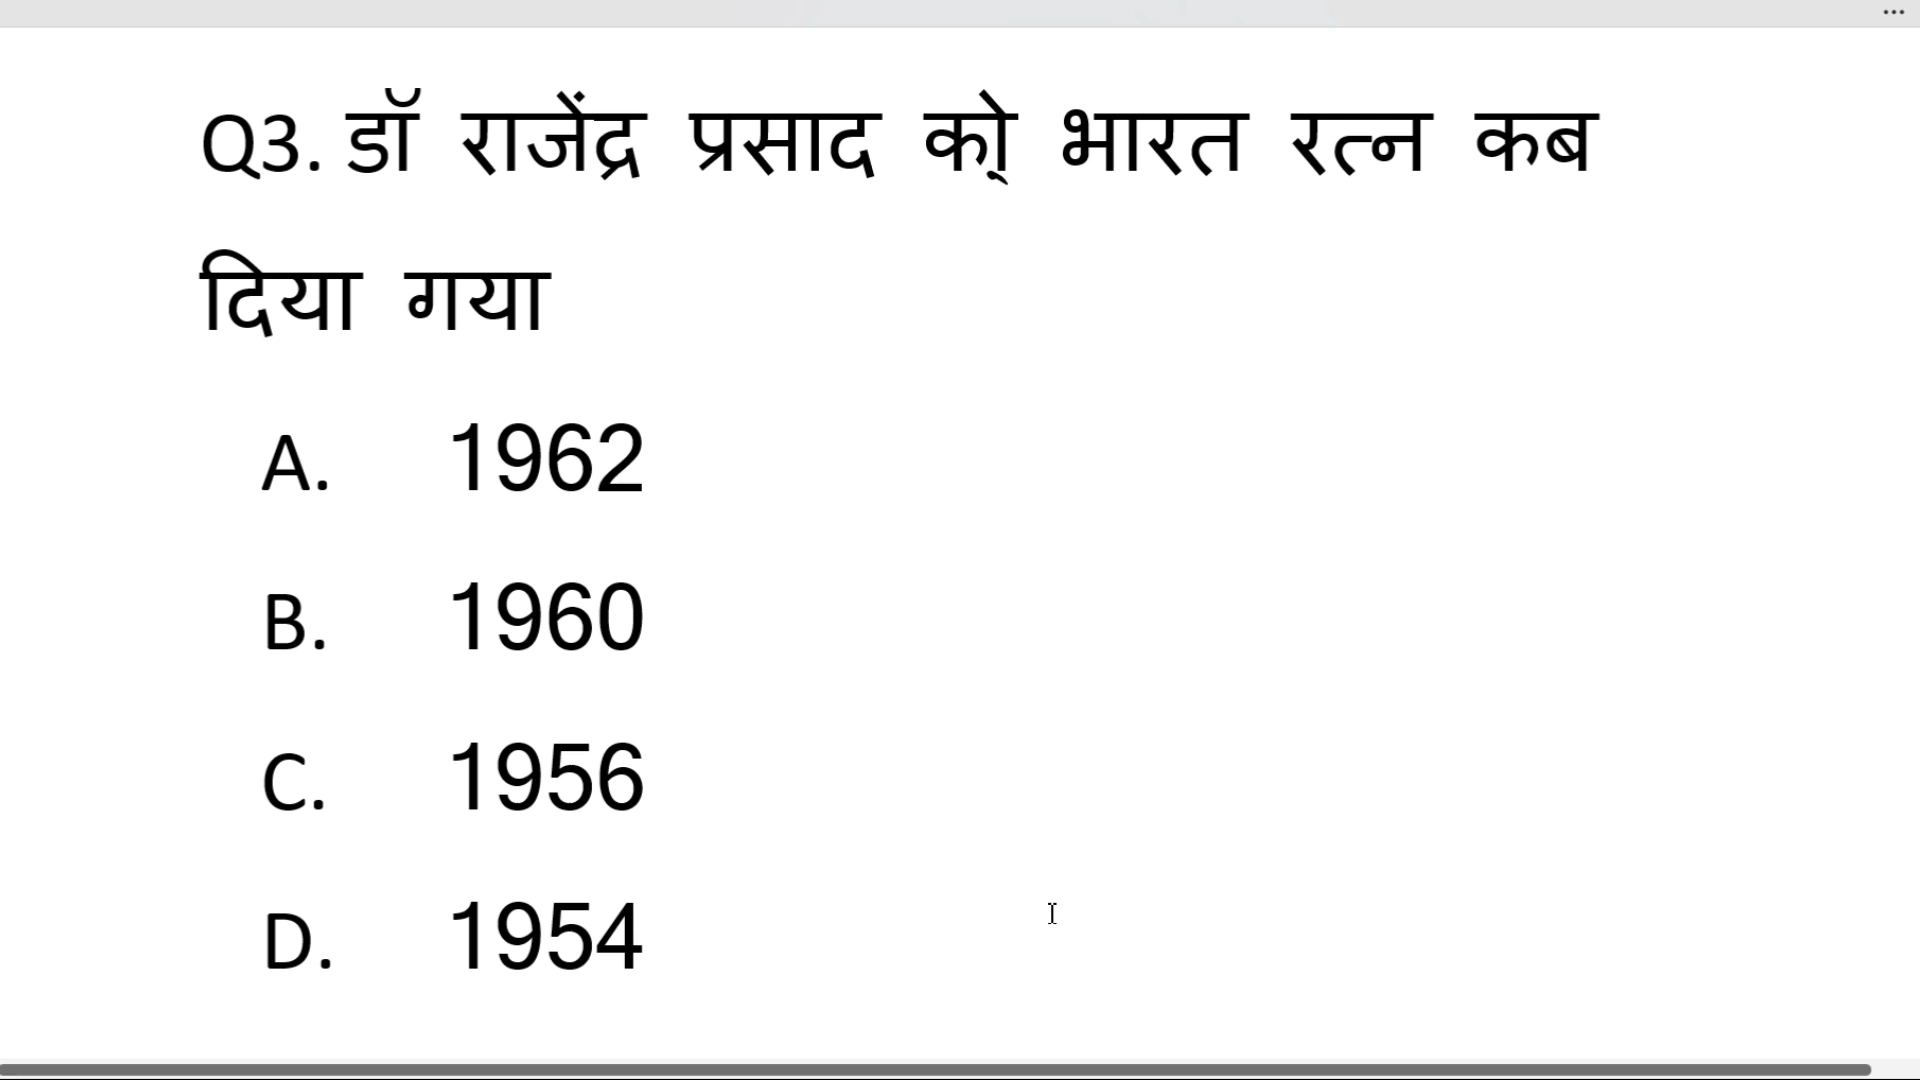 Q3. डॉ राजेंद्र प्रसाद को् भारत रत्न कब
दिया गया
A. 1962
B. 1960
C. 1956
D. 1954